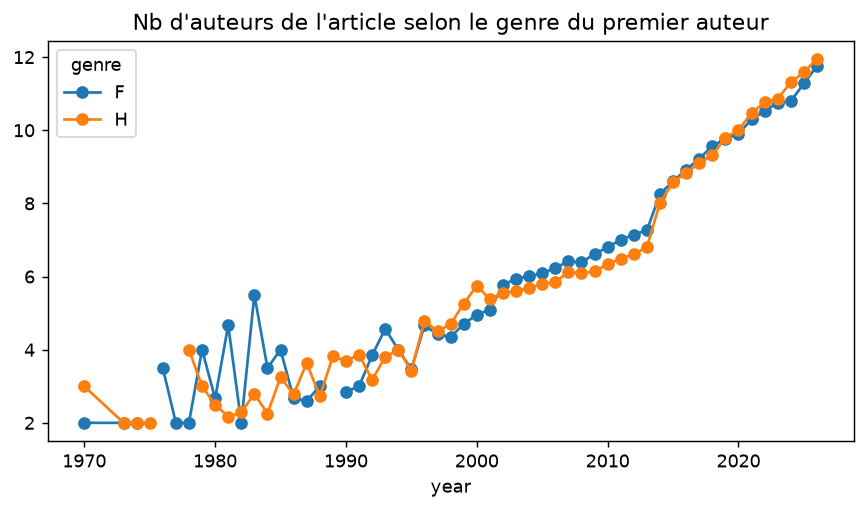 Nb d'auteurs de l'article selon le genre du premier auteur
genre
F
H
12
10
8
6
4
2
1970 1980 1990 2000 2010 2020
year